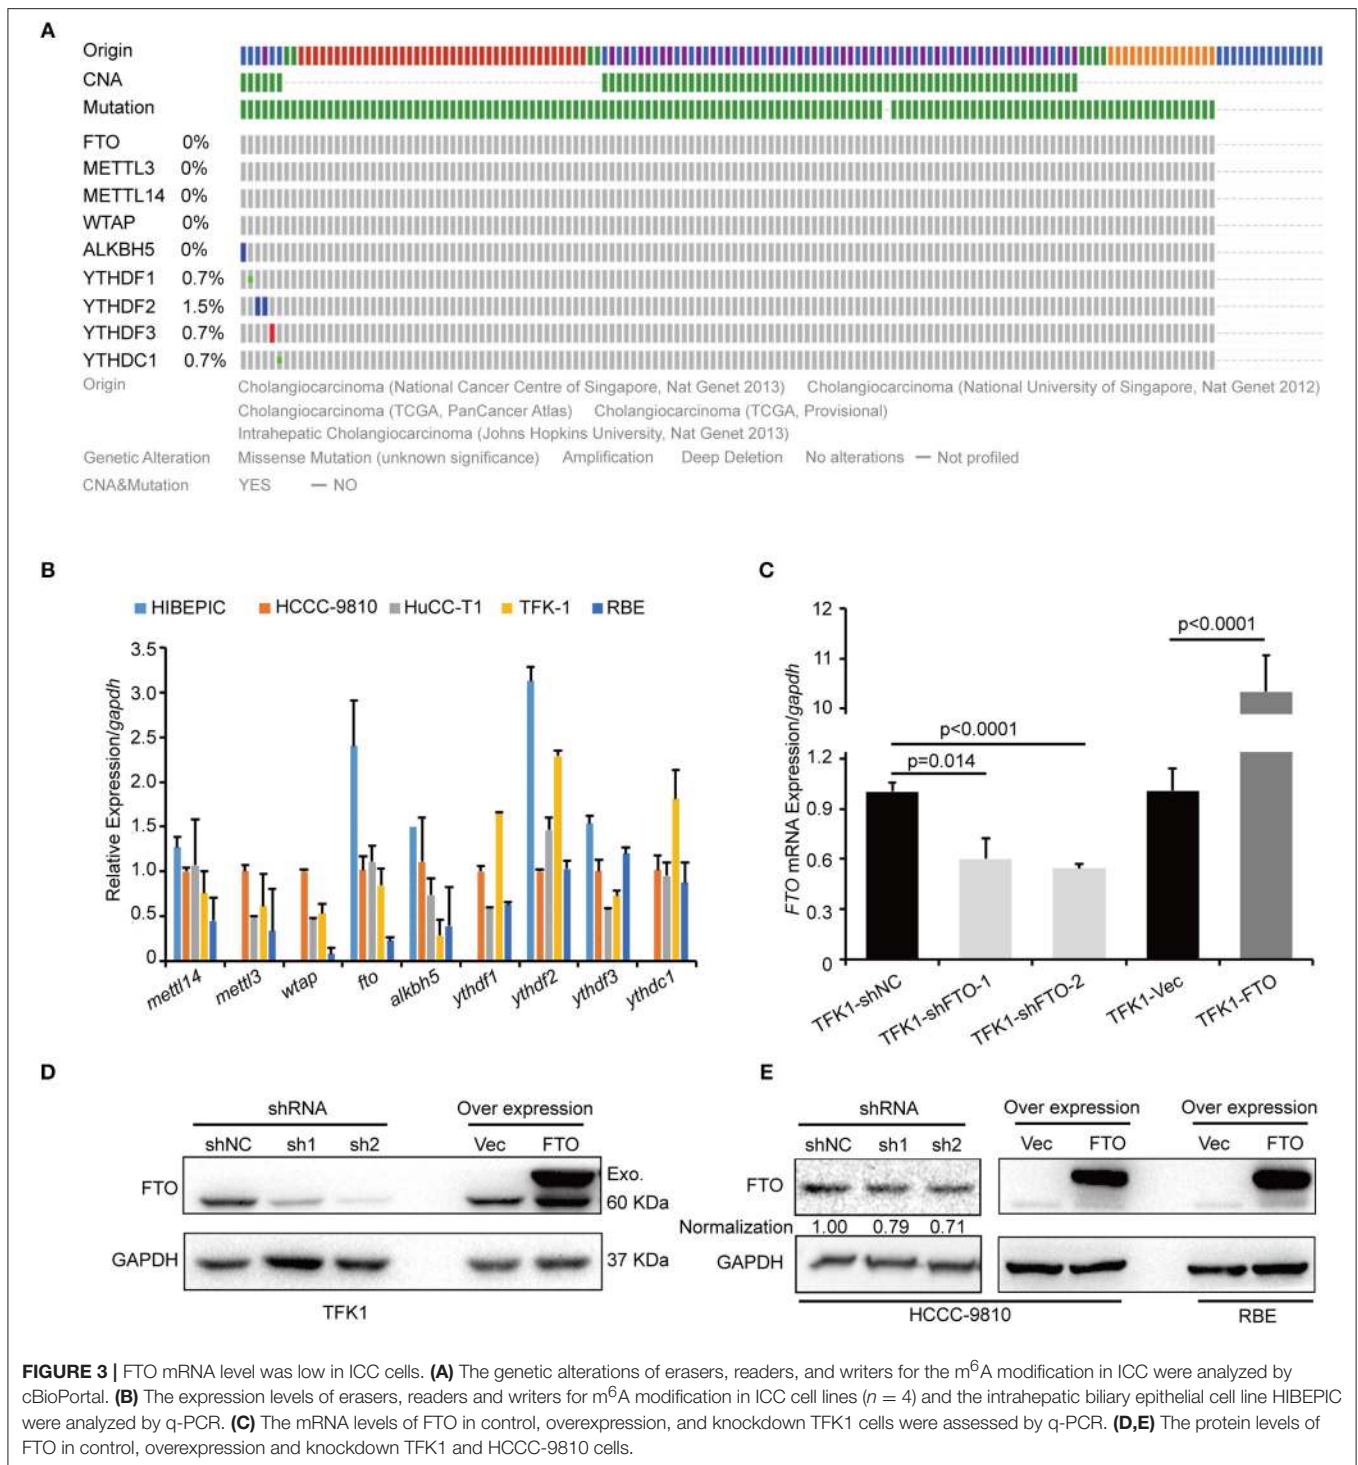 A
Origin
CNA
Mutation
FTO 0%
METTL3 0%
METTL14 0%
WTAP 0%
ALKBH5 0%
YTHDF1 0.7%
YTHDF2 1.5%
YTHDF3 0.7%
YTHDC1 0.7%
Origin Cholangiocarcinoma (National Cancer Centre of Singapore, Nat Genet 2013) Cholangiocarcinoma (National University of Singapore, Nat Genet 2012)
Cholangiocarcinoma (TCGA, PanCancer Atlas) Cholangiocarcinoma (TCGA, Provisional)
Intrahepatic Cholangiocarcinoma (Johns Hopkins University, Nat Genet 2013)
Genetic Alteration Missense Mutation (unknown significance) Amplification Deep Deletion No alterations — Not profiled
CNA&Mutation YES — NO
B
HIBEPIC HCCC-9810 HuCC-T1 TFK-1 RBE
Relative Expression/gapdh
3.5
3.0
2.5
2.0
1.5
1.0
0.5
0
mettl14 mettl3 wtap fto alkbh5 ythdf1 ythdf2 ythdf3 ythdc1
C
FTO mRNA Expression/gapdh
12
11
10
1.2
0.9
0.6
0.3
0
p<0.0001
p<0.0001
p=0.014
TFK1-shNC TFK1-shFTO-1 TFK1-shFTO-2 TFK1-Vec TFK1-FTO
D
shRNA Over expression
shNC sh1 sh2 Vec FTO
Exo.
FTO 60 KDa
GAPDH 37 KDa
TFK1
E
shRNA Over expression Over expression
shNC sh1 sh2 Vec FTO Vec FTO
FTO
Normalization 1.00 0.79 0.71
GAPDH
HCCC-9810 RBE
FIGURE 3 | FTO mRNA level was low in ICC cells. (A) The genetic alterations of erasers, readers, and writers for the m6A modification in ICC were analyzed by
cBioPortal. (B) The expression levels of erasers, readers and writers for m6A modification in ICC cell lines (n = 4) and the intrahepatic biliary epithelial cell line HIBEPIC
were analyzed by q-PCR. (C) The mRNA levels of FTO in control, overexpression, and knockdown TFK1 cells were assessed by q-PCR. (D,E) The protein levels of
FTO in control, overexpression and knockdown TFK1 and HCCC-9810 cells.